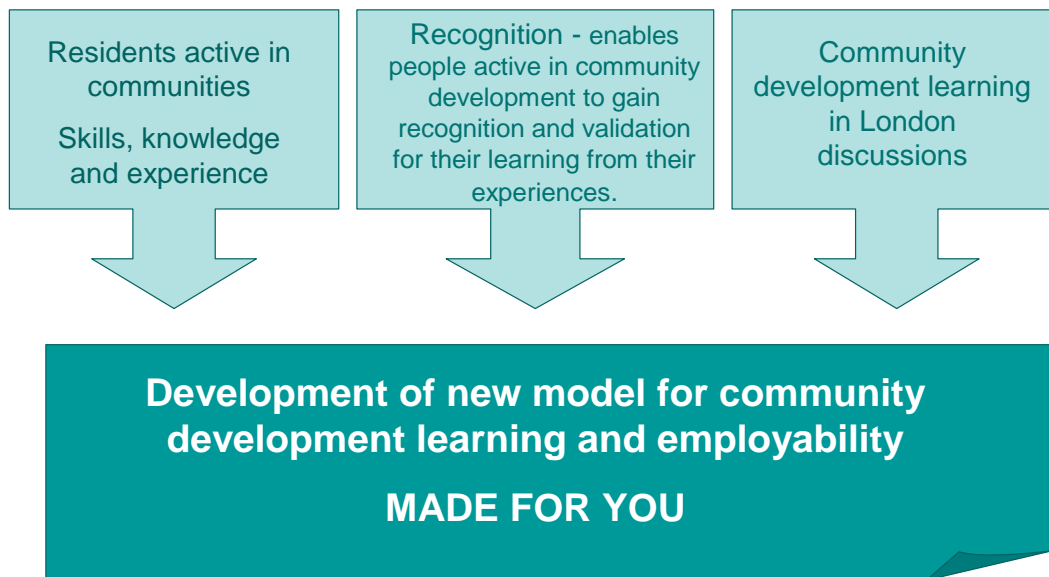 Residents active in
communities
Skills, knowledge
and experience
Recognition - enables
people active in community
development to gain
recognition and validation
for their learning from their
experiences.
Community
development learning
in London
discussions
Development of new model for community
development learning and employability
MADE FOR YOU